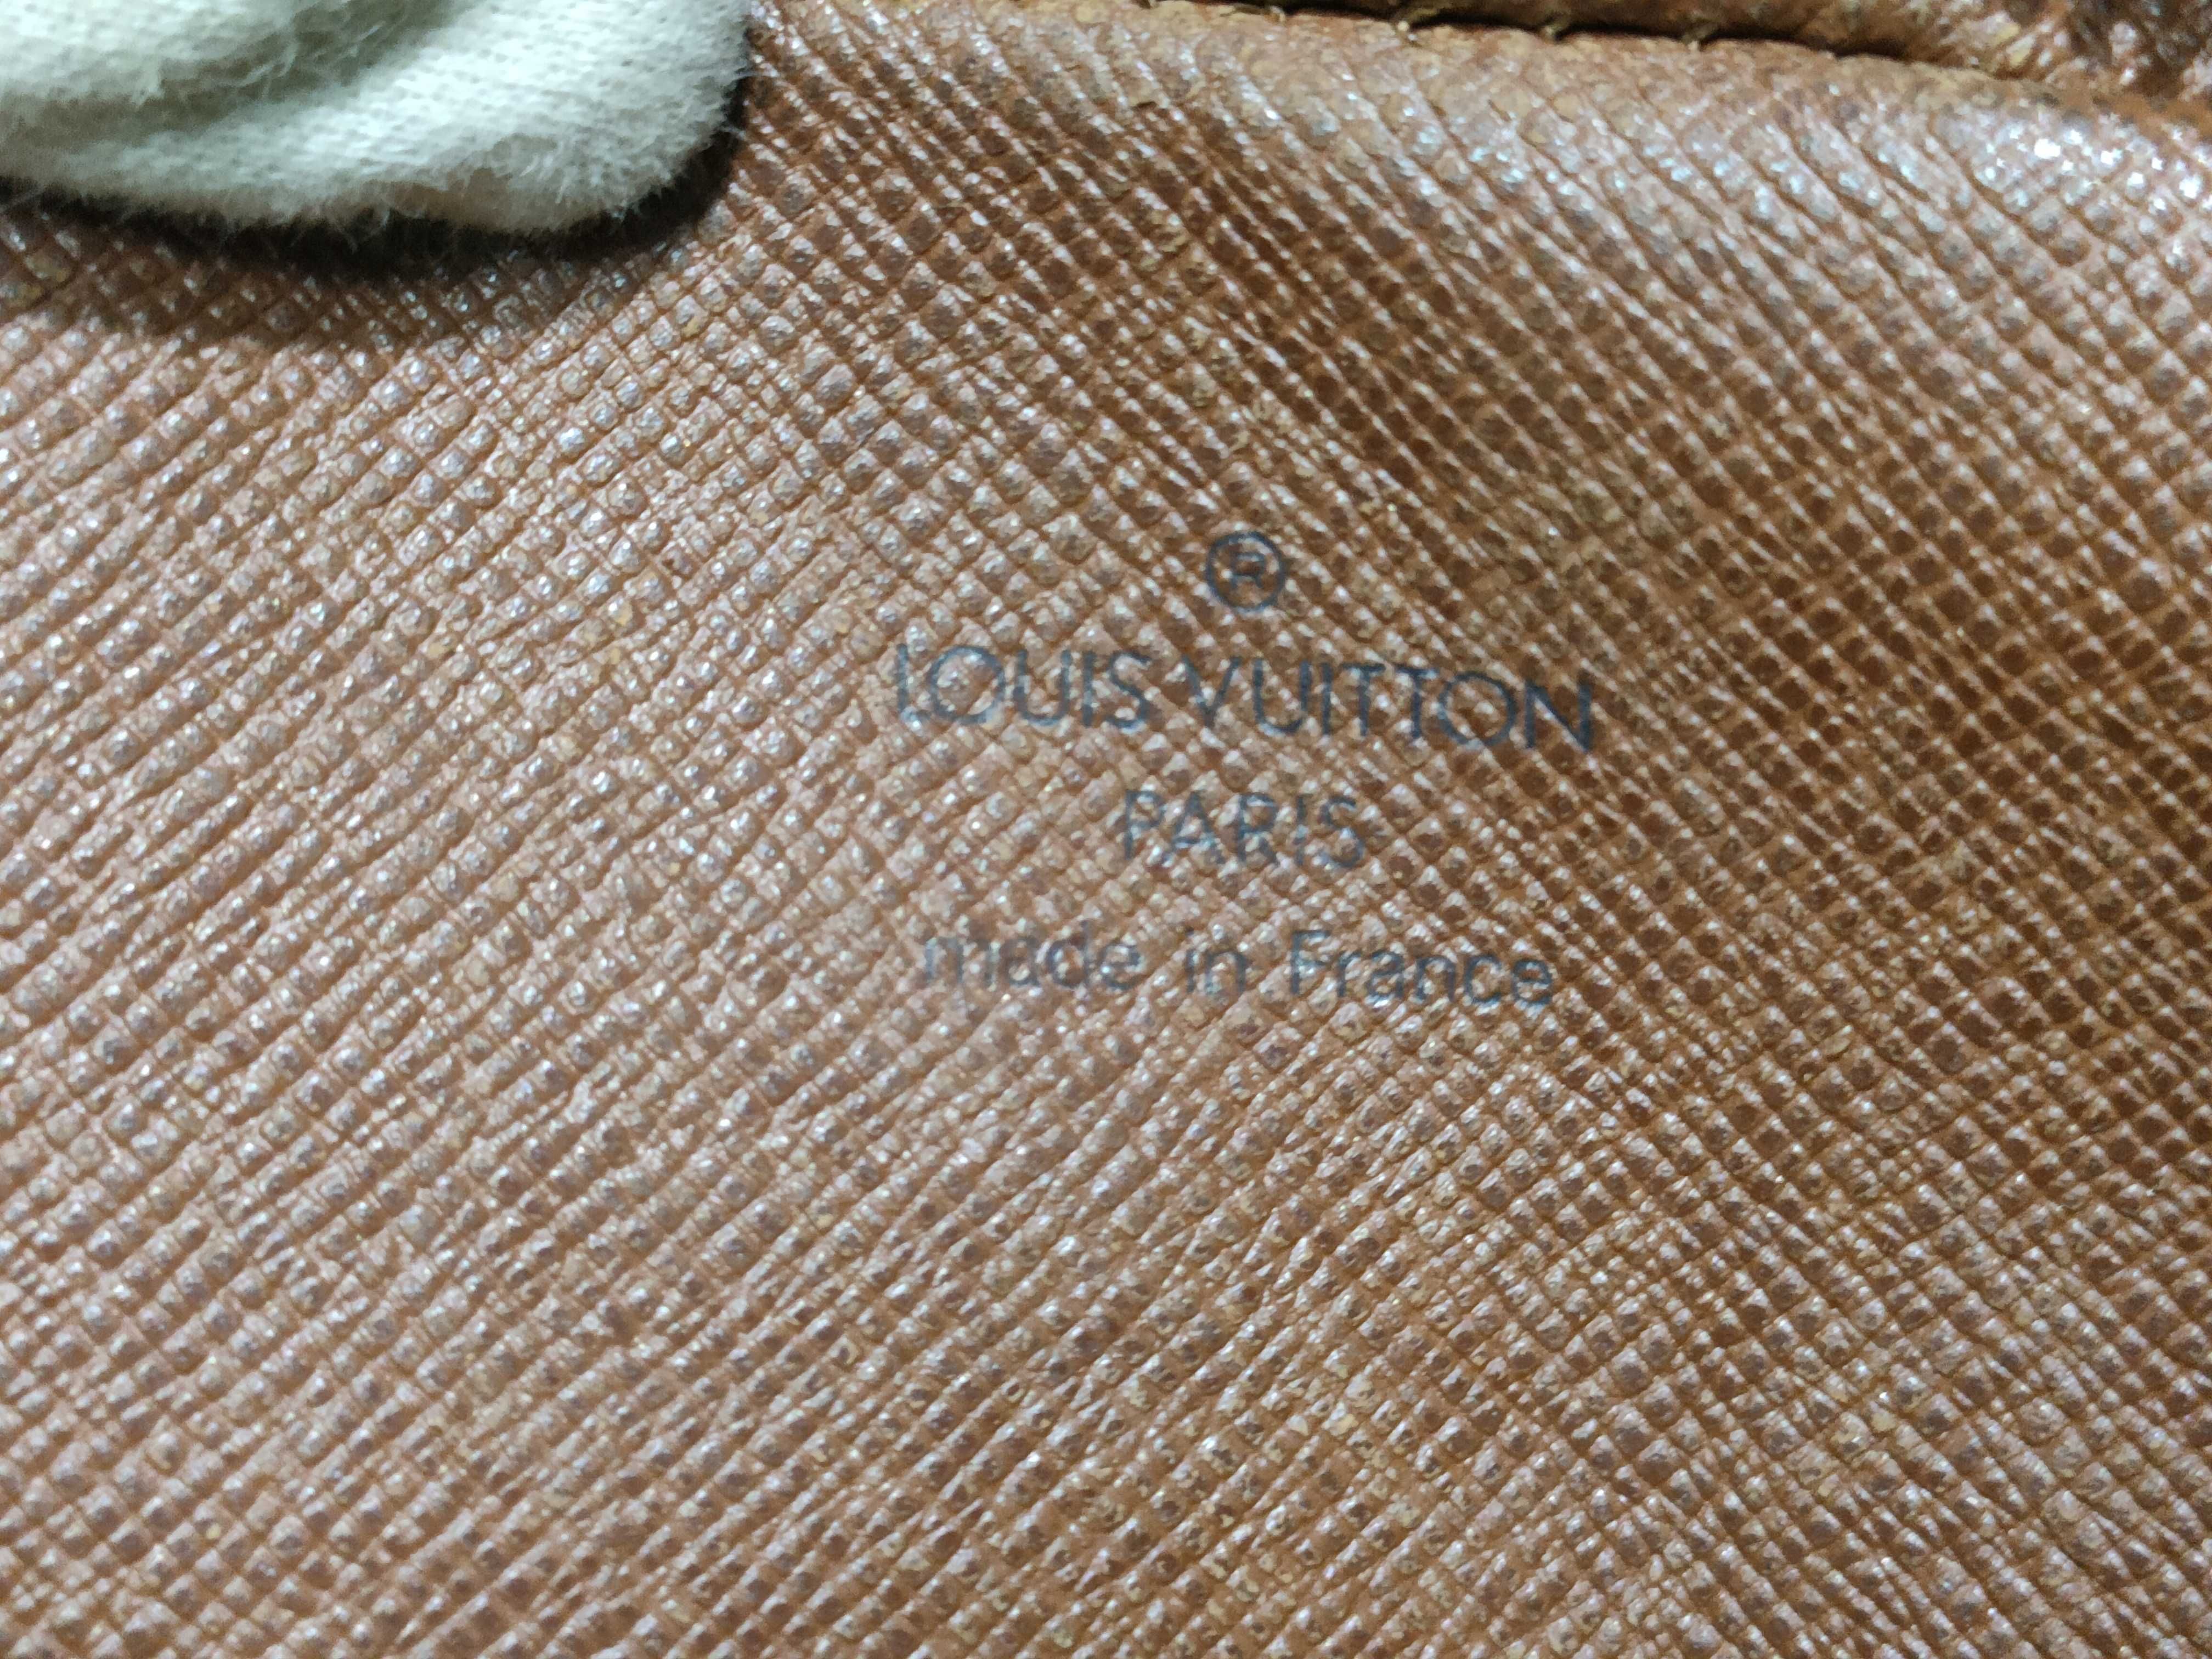 ®
LOUIS VUITTON
PARIS
made in France